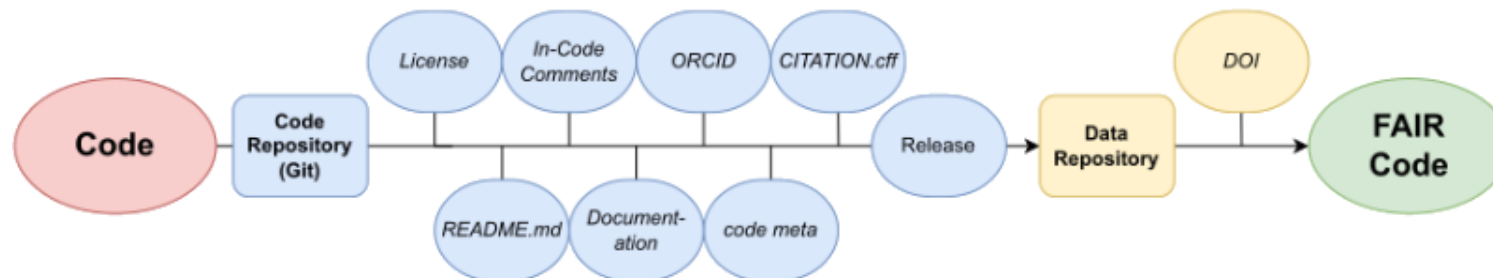 License
In-Code
Comments
ORCID
CITATION.cff
DOI
Code
Code
Repository
(Git)
Release
Data
Repository
FAIR
Code
README.md
Document-
ation
code meta